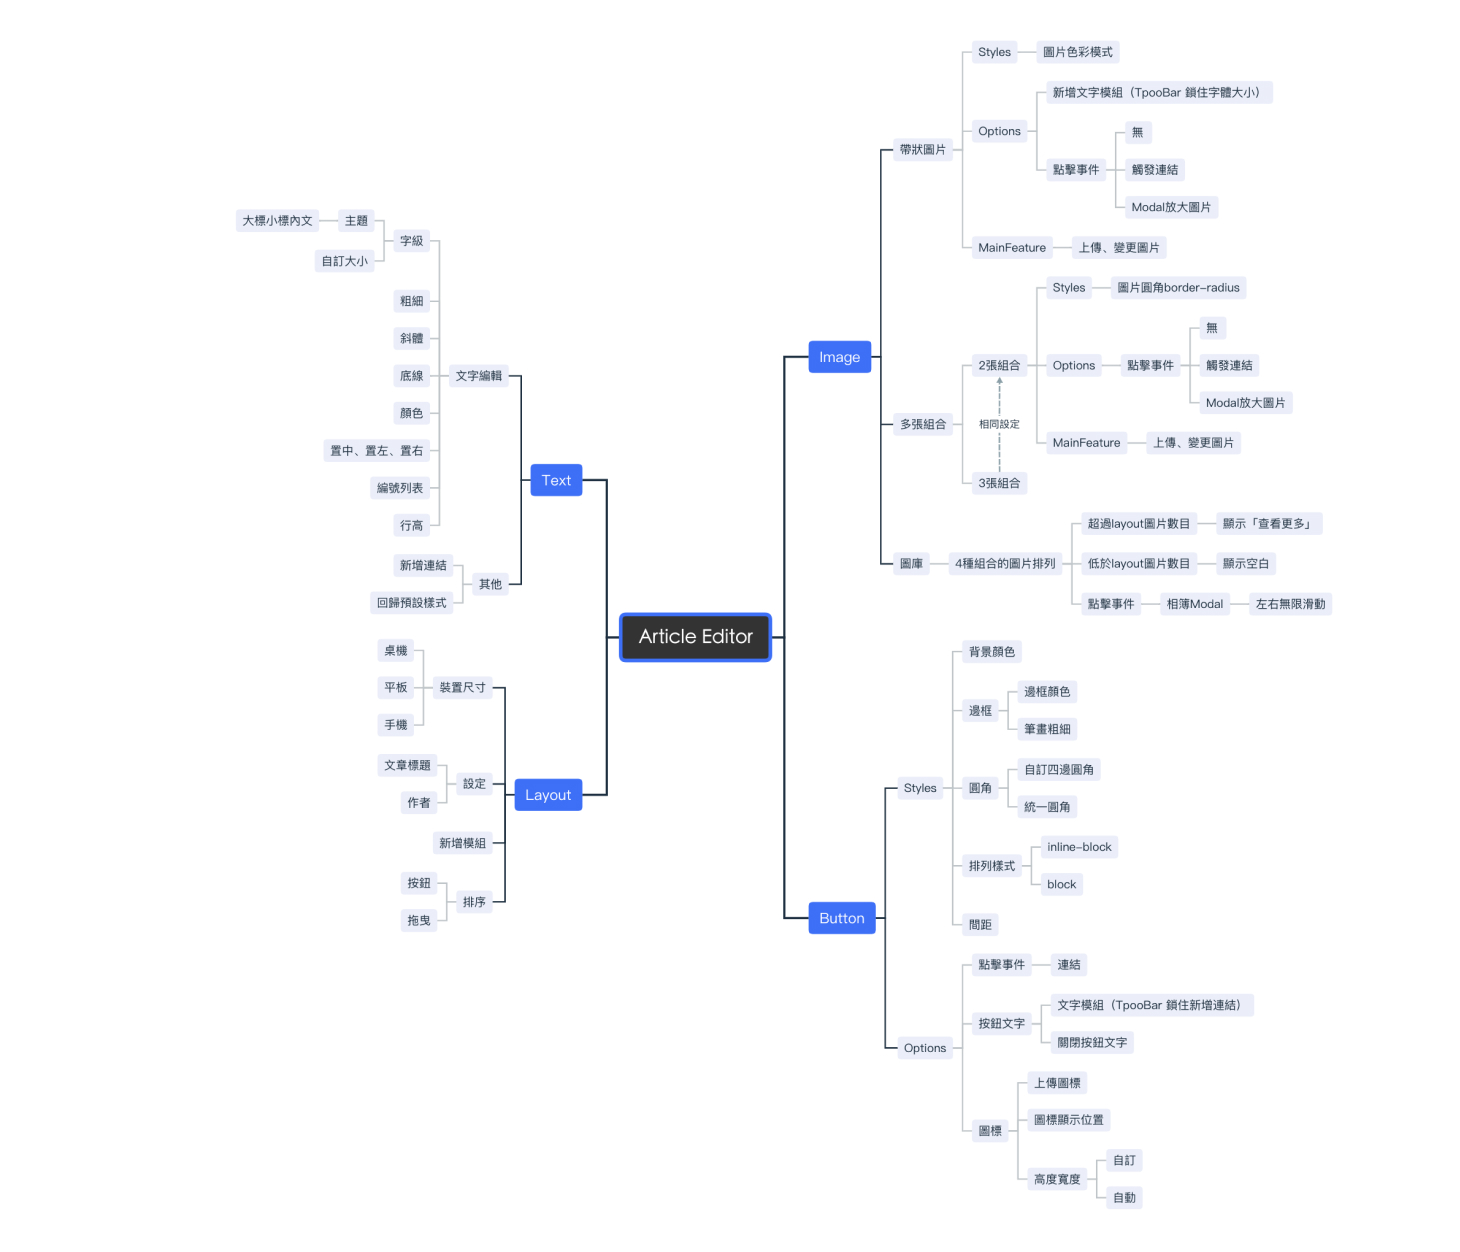 Article Editor
Text
文字編輯
字級
主題
大標小標內文
自訂大小
粗細
斜體
底線
顏色
置中、置左、置右
編號列表
行高
其他
新增連結
回歸預設樣式
Layout
裝置尺寸
桌機
平板
手機
設定
文章標題
作者
新增模組
排序
按鈕
拖曳
Image
帶狀圖片
Styles
圖片色彩模式
Options
新增文字模組（TpooBar 鎖住字體大小）
點擊事件
無
觸發連結
Modal放大圖片
MainFeature
上傳、變更圖片
多張組合
2張組合
Styles
圖片圓角border-radius
Options
點擊事件
無
觸發連結
Modal放大圖片
MainFeature
上傳、變更圖片
相同設定
3張組合
圖庫
4種組合的圖片排列
超過layout圖片數目
顯示「查看更多」
低於layout圖片數目
顯示空白
點擊事件
相簿Modal
左右無限滑動
Button
Styles
背景顏色
邊框
邊框顏色
筆畫粗細
圓角
自訂四邊圓角
統一圓角
排列樣式
inline-block
block
間距
Options
點擊事件
連結
按鈕文字
文字模組（TpooBar 鎖住新增連結）
關閉按鈕文字
圖標
上傳圖標
圖標顯示位置
高度寬度
自訂
自動